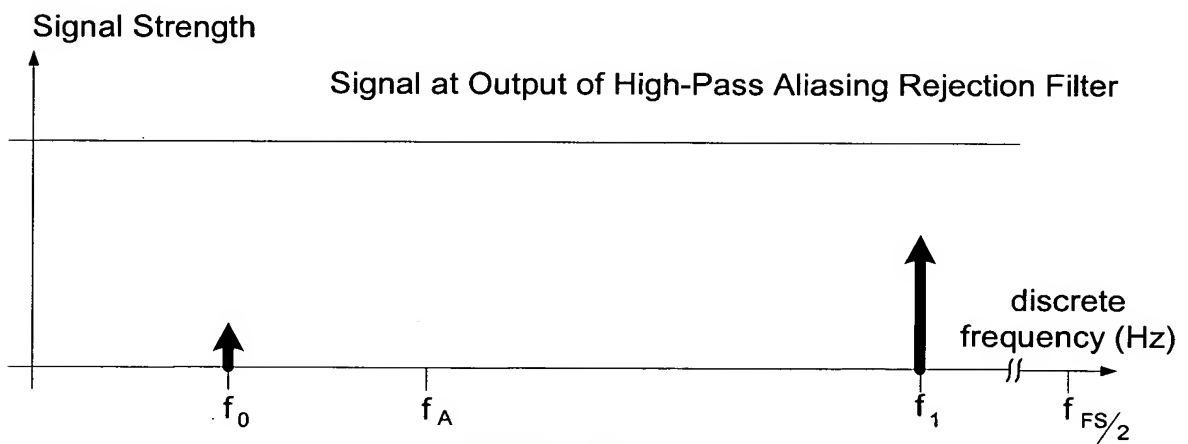 Signal Strength
Signal at Output of High-Pass Aliasing Rejection Filter
discrete
frequency (Hz)
f0
fA
f1
fFS/2